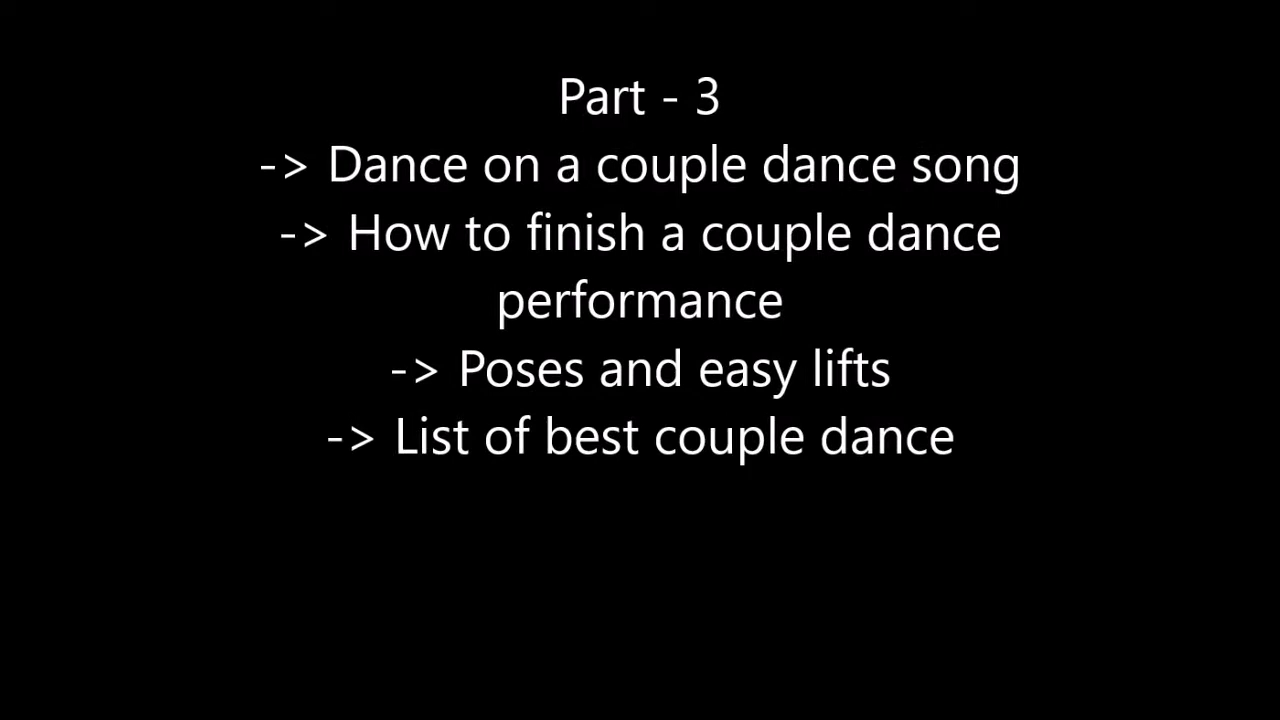 Part - 3
-> Dance on a couple dance song
-> How to finish a couple dance
performance
-> Poses and easy lifts
-> List of best couple dance